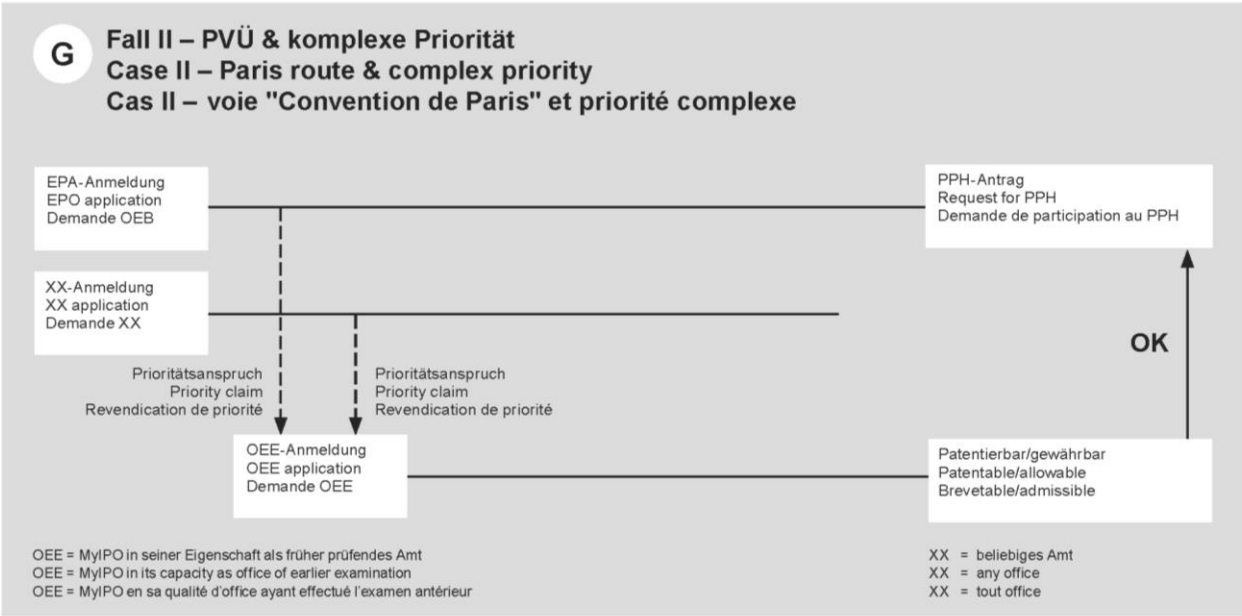 G
Fall II – PVÜ & komplexe Priorität
Case II – Paris route & complex priority
Cas II – voie "Convention de Paris" et priorité complexe
EPA-Anmeldung
EPO application
Demande OEB
PPH-Antrag
Request for PPH
Demande de participation au PPH
XX-Anmeldung
XX application
Demande XX
OK
Prioritätsanspruch
Priority claim
Revendication de priorité
Prioritätsanspruch
Priority claim
Revendication de priorité
OEE-Anmeldung
OEE application
Demande OEE
Patentierbar/gewährbar
Patentable/allowable
Brevetable/admissible
OEE = MyIPO in seiner Eigenschaft als früher prüfendes Amt
OEE = MyIPO in its capacity as office of earlier examination
OEE = MyIPO en sa qualité d'office ayant effectué l'examen antérieur
XX = beliebiges Amt
XX = any office
XX = tout office